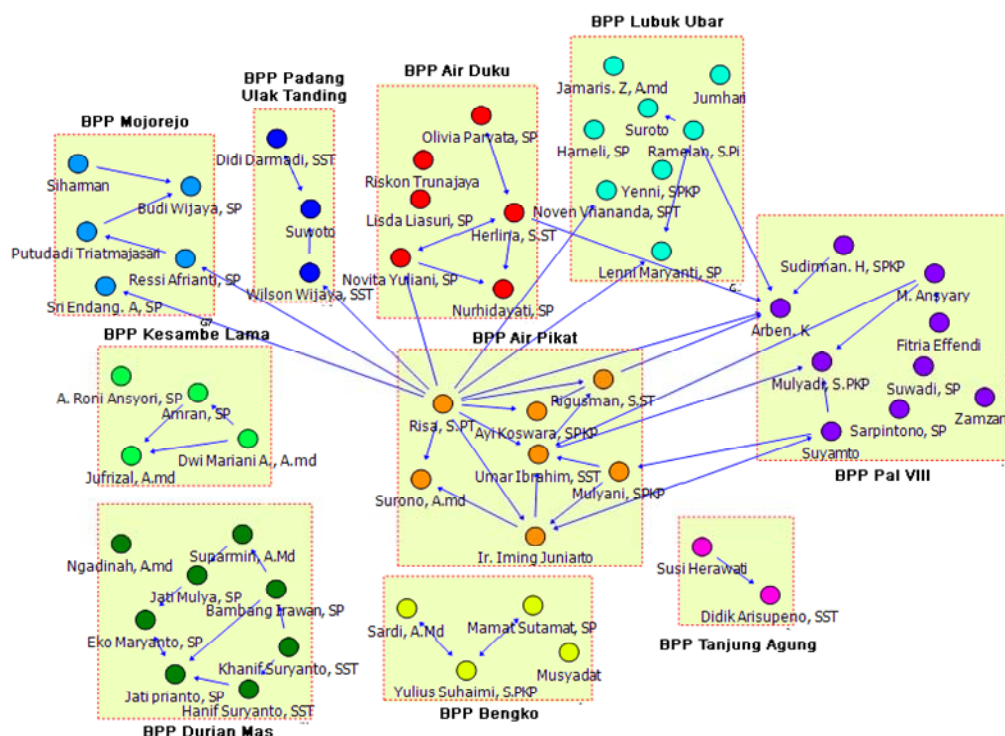 BPP Lubuk Ubar
Jamaris. Z, A.md
Jumhari
Suroto
Hameli, SP
Ramelan, S.Pi
Yenni, SPKP
Noven Vriananda, SPT
Lenni Maryanti, SP
BPP Air Duku
Olivia Parvata, SP
Riskon Trunajaya
Lisda Liasuri, SP
Herlina, S.ST
Novita Yuliani, SP
Nurhidayati, SP
BPP Padang
Ulak Tanding
Didi Darmadi, SST
Suwoto
Wilson Wijaya, SST
BPP Mojorejo
Siharman
Budi Wijaya, SP
Putudadi Triatmajasari
Ressi Afrianti, SP
Sri Endang. A, SP
Sudirman. H, SPKP
M. Ansyary
Arben. K
Fitria Effendi
Mulyadi, S.PKP
Suwadi, SP
Zamzani
Sarpintono, SP
Suyamto
BPP Pal VIII
BPP Kesambe Lama
A. Roni Ansyori, SP
Amran, SP
Dwi Mariani A., A.md
Jufrizal, A.md
BPP Air Pikat
Rigusman, S.ST
Risa, S.PT
Ayi Koswara, SPKP
Umar Ibrahim, SST
Mulyani, SPKP
Surono, A.md
Ir. Iming Juniarto
Ngadinah, A.md
Suparmin, A.Md
Jati Mulya, SP
Bambang Irawan, SP
Eko Maryanto, SP
Khanif Suryanto, SST
Jati prianto, SP
Hanif Suryanto, SST
BPP Durian Mas
Sardi, A.Md
Mamat Sutamat, SP
Musyadat
Yulius Suhaimi, S.PKP
BPP Bengko
Susi Herawati
Didik Arisupeno, SST
BPP Tanjung Agung